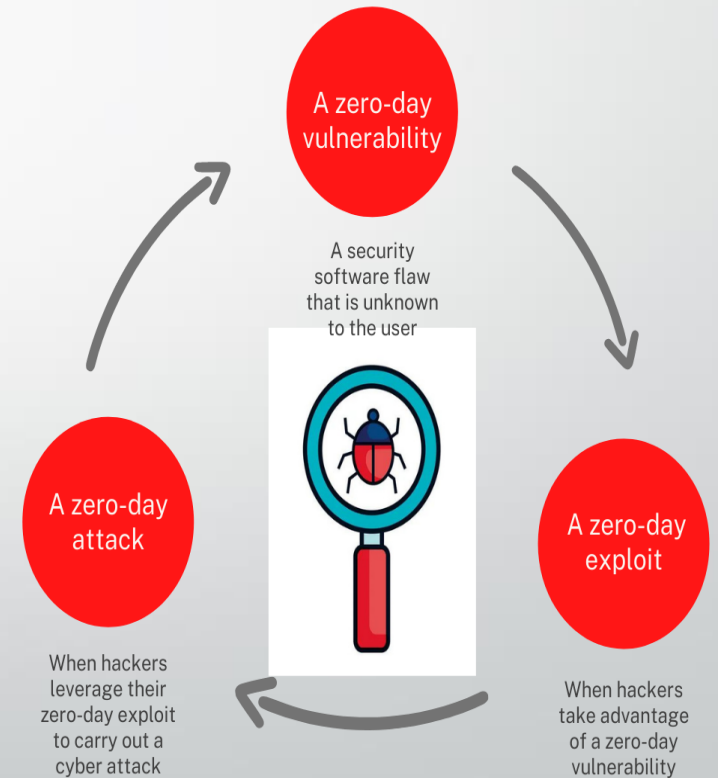 A zero-day
vulnerability
A security
software flaw
that is unknown
to the user
A zero-day
attack
When hackers
leverage their
zero-day exploit
to carry out a
cyber attack
A zero-day
exploit
When hackers
take advantage
of a zero-day
vulnerability